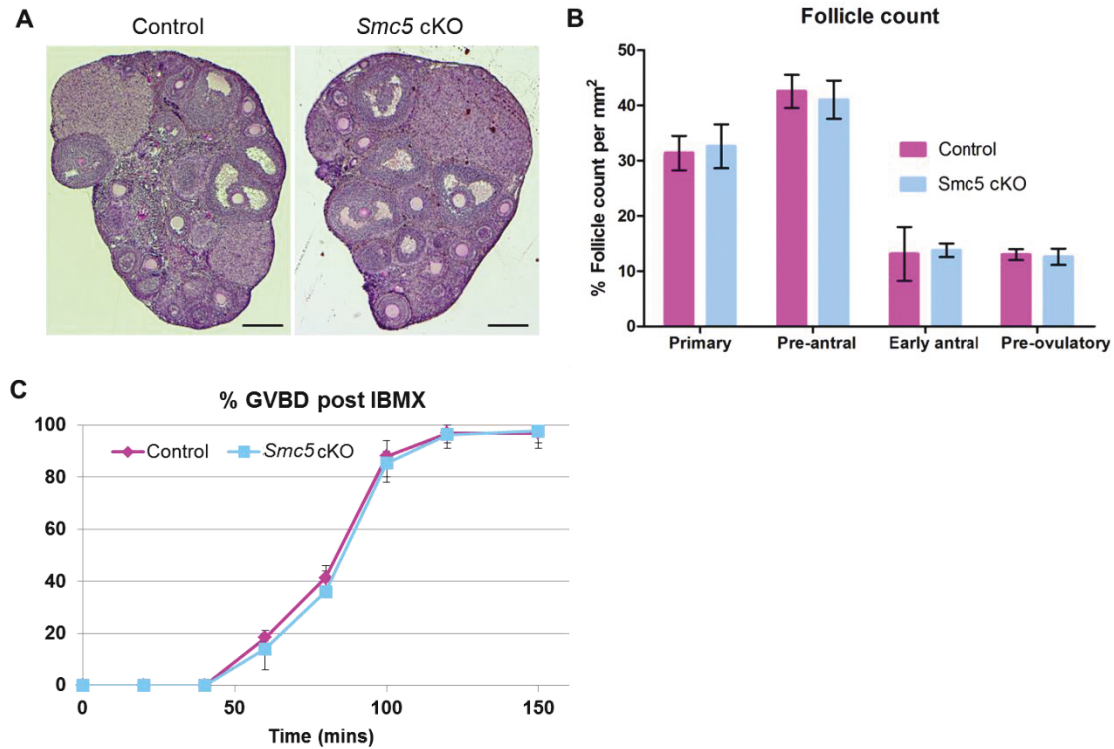 A
Control
Smc5 cKO
B
Follicle count
% Follicle count per mm²
50
40
30
20
10
0
Control
Smc5 cKO
Primary
Pre-antral
Early antral
Pre-ovulatory
C
% GVBD post IBMX
Control
Smc5 cKO
100
80
60
40
20
0
0
50
100
150
Time (mins)